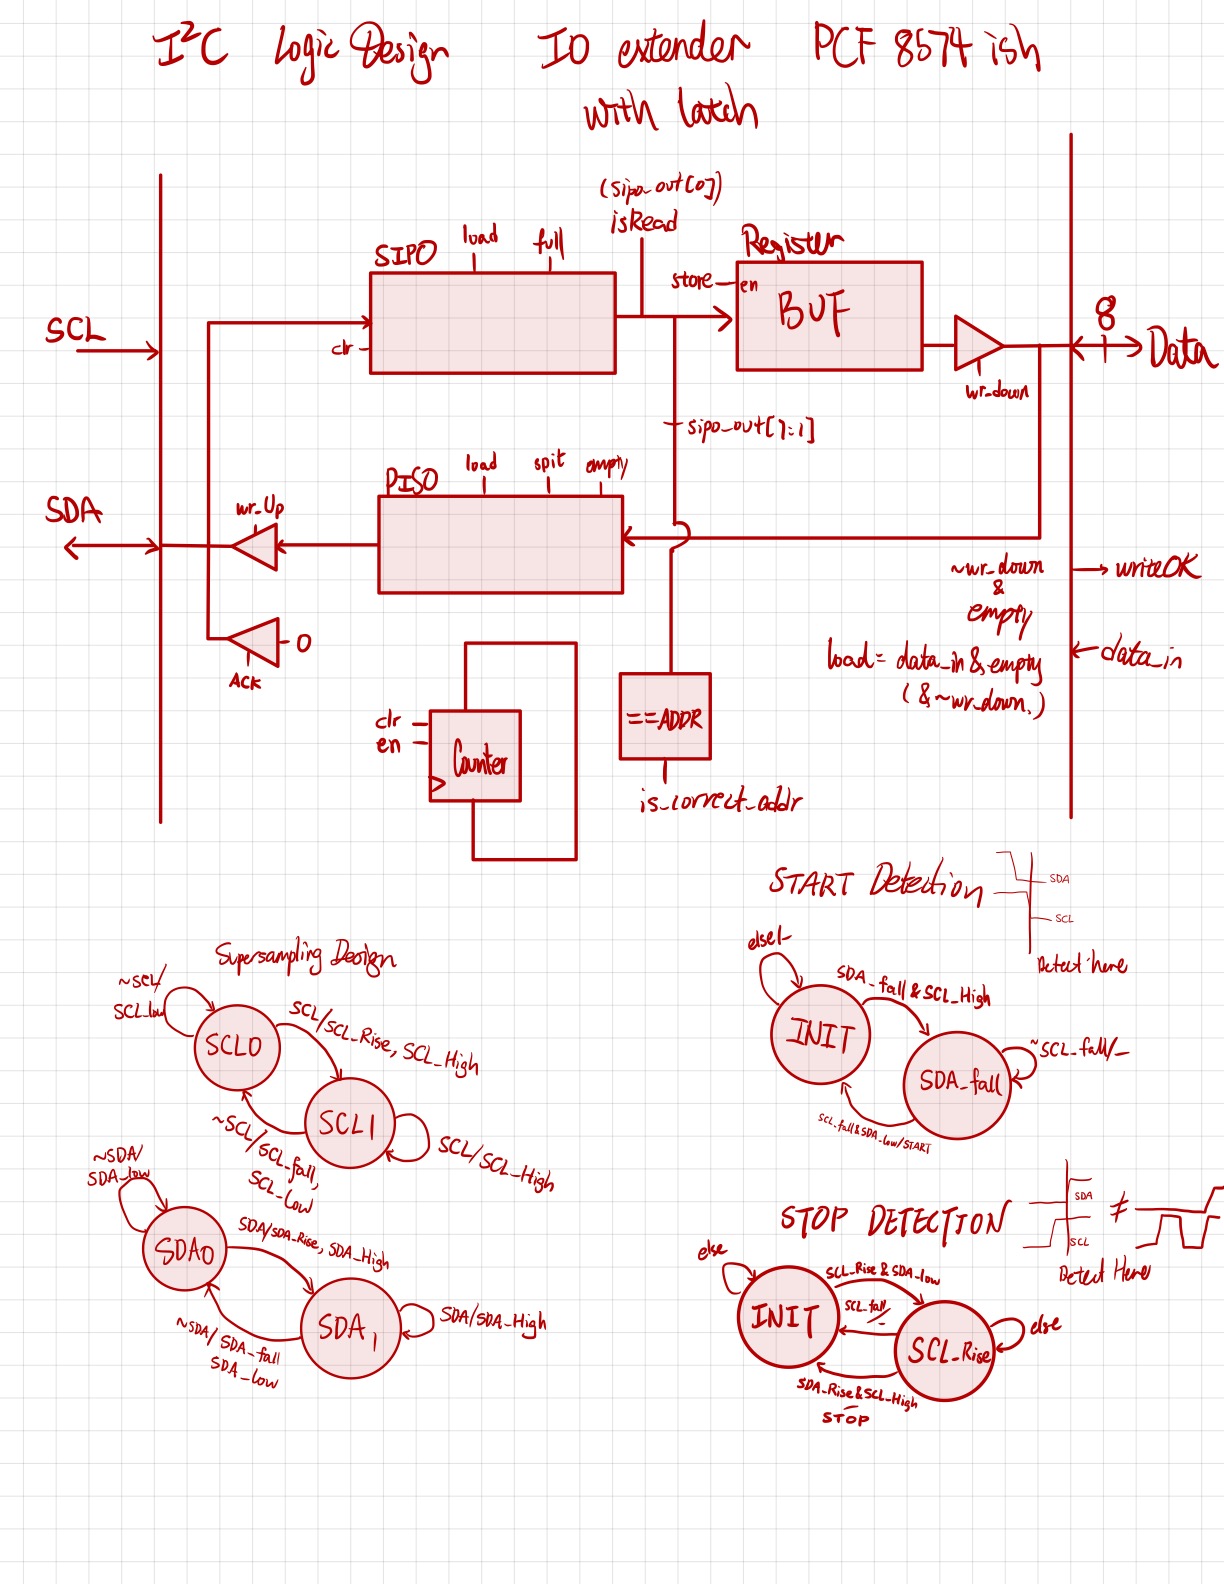 I²C Logic Design IO extender PCF 8574 ish
with latch
(sipo_out[0])
isRead
SIPO
load
full
clr
Register
store
en
BUF
wr_down
8
Data
SCL
sipo_out[7:1]
SDA
wr_Up
PISO
load
spit
empty
ACK
0
~wr_down
&
empty
writeOK
load = data_in & empty
(& ~wr_down)
data_in
clr
en
Counter
==ADDR
is_correct_addr
START Detection
SDA
SCL
Detect here
else/-
INIT
SDA_fall & SCL_High
SDA_fall
~SCL_fall/_
SCL_fall & SDA_low/START
Supersampling Design
~SCL/
SCL_low
SCL0
SCL/SCL_Rise, SCL_High
SCL1
SCL/SCL_High
~SCL/SCL_fall,
SCL_Low
~SDA/
SDA_low
SDA0
SDA/SDA_Rise, SDA_High
SDA1
SDA/SDA_High
~SDA/SDA_fall
SDA_low
STOP DETECTION
SDA
SCL
≠
Detect Here
else
INIT
SCL_Rise & SDA_low
SCL_fall/
-
SCL_Rise
else
SDA_Rise & SCL_High
STOP